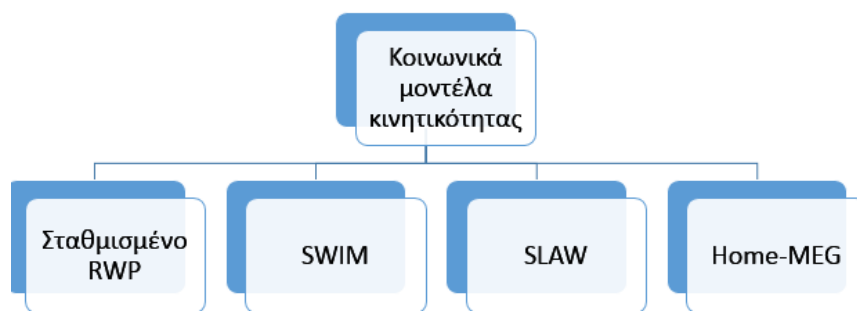 Κοινωνικά
μοντέλα
κινητικότητας
Σταθμισμένο
RWP
SWIM
SLAW
Home-MEG